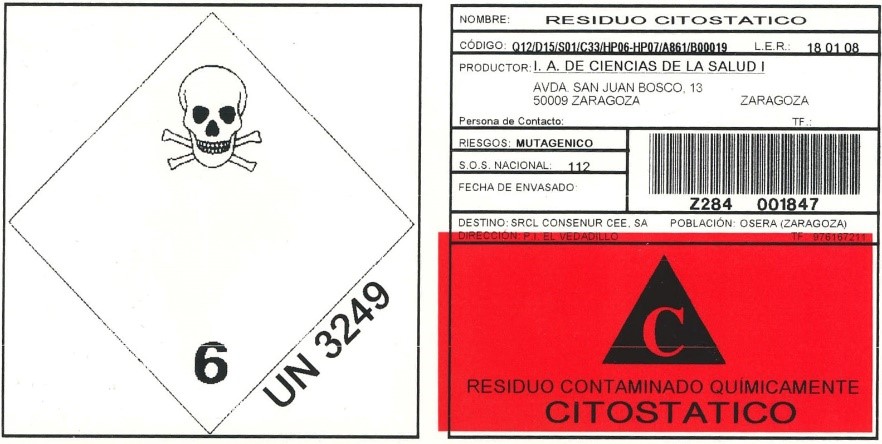 6
UN 3249
NOMBRE: RESIDUO CITOSTATICO
CÓDIGO: Q12/D15/S01/C33/HP06-HP07/A861/B00019 L.E.R.: 18 01 08
PRODUCTOR: I. A. DE CIENCIAS DE LA SALUD I
AVDA. SAN JUAN BOSCO, 13
50009 ZARAGOZA ZARAGOZA
Persona de Contacto: TF.:
RIESGOS: MUTAGENICO
S.O.S. NACIONAL: 112
FECHA DE ENVASADO:
Z284 001847
DESTINO: SRCL CONSENUR CEE, SA POBLACIÓN: OSERA (ZARAGOZA)
DIRECCIÓN: P.I. EL VEDADILLO TF: 976167211
C
RESIDUO CONTAMINADO QUÍMICAMENTE
CITOSTATICO